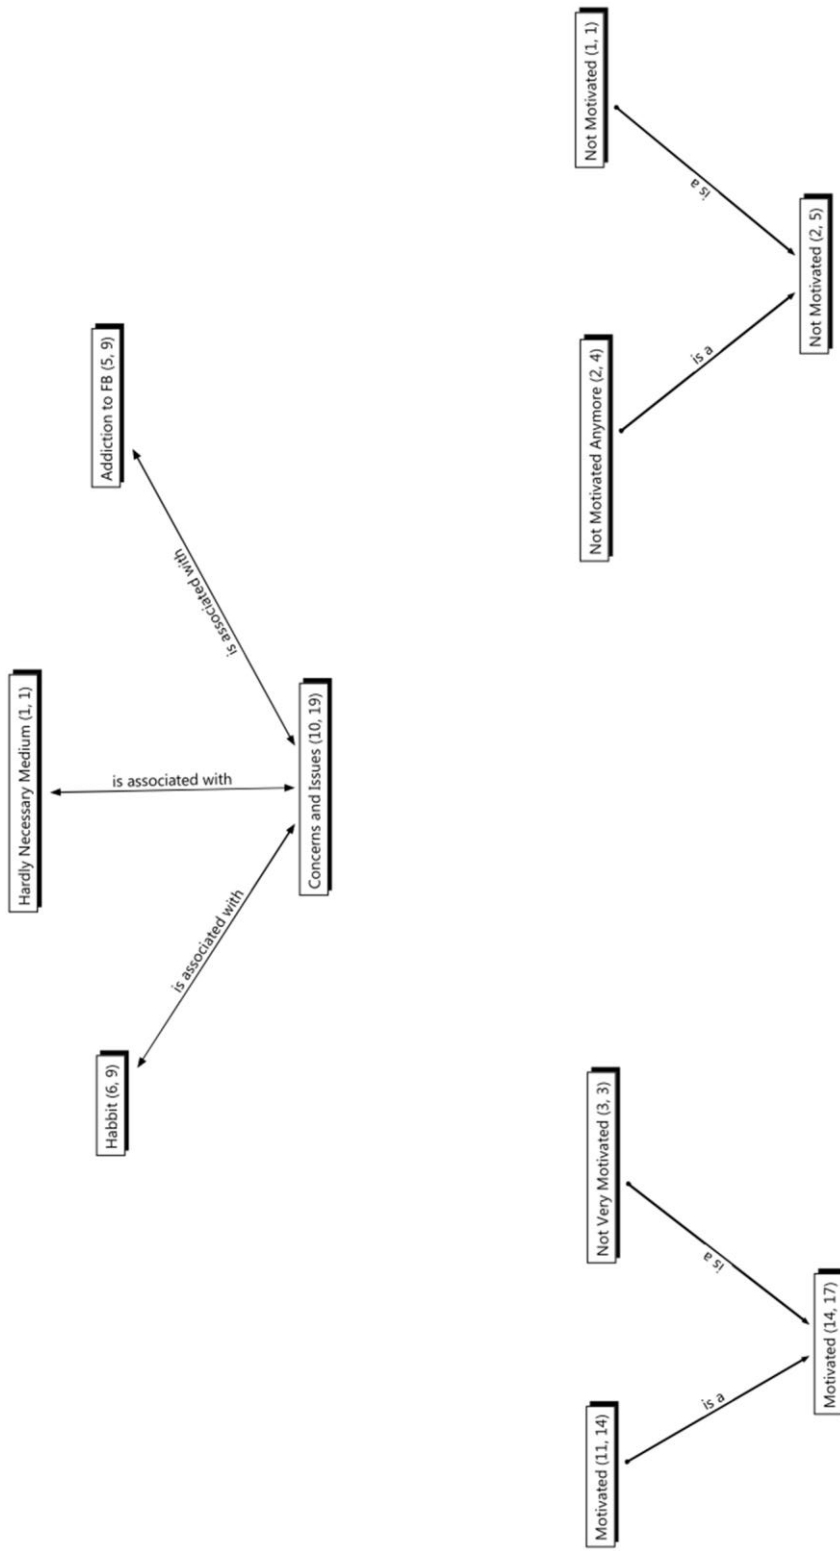 Habbit (6, 9)
Hardly Necessary Medium (1, 1)
Addiction to FB (5, 9)
is associated with
is associated with
is associated with
Concerns and Issues (10, 19)
Motivated (11, 14)
Not Very Motivated (3, 3)
Not Motivated Anymore (2, 4)
Not Motivated (1, 1)
is a
is a
is a
is a
Motivated (14, 17)
Not Motivated (2, 5)